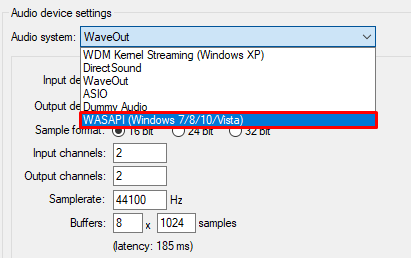 Audio device settings
Audio system: WaveOut
WDM Kernel Streaming (Windows XP)
DirectSound
Input de WaveOut
ASIO
Output de Dummy Audio
WASAPI (Windows 7/8/10/Vista)
Sample format: 16 bit 24 bit 32 bit
Input channels: 2
Output channels: 2
Samplerate: 44100 Hz
Buffers: 8 x 1024 samples
(latency: 185 ms)